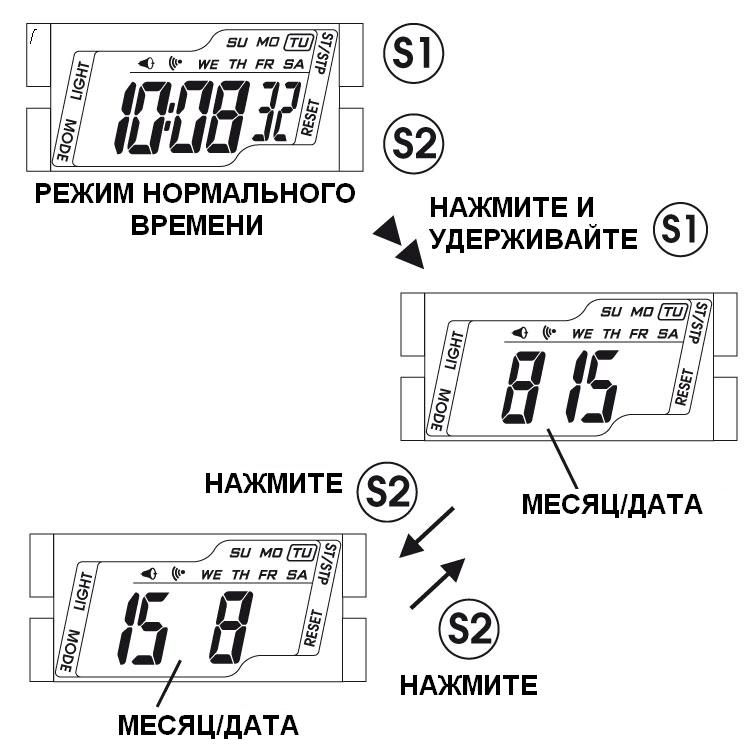 SU MO TU
WE TH FR SA
LIGHT
MODE
ST/STP
RESET
10:08 32
S1
S2
РЕЖИМ НОРМАЛЬНОГО
ВРЕМЕНИ
НАЖМИТЕ И
УДЕРЖИВАЙТЕ S1
SU MO TU
WE TH FR SA
LIGHT
MODE
ST/STP
RESET
8 15
МЕСЯЦ/ДАТА
НАЖМИТЕ S2
SU MO TU
WE TH FR SA
LIGHT
MODE
ST/STP
RESET
15 8
S2
НАЖМИТЕ
МЕСЯЦ/ДАТА